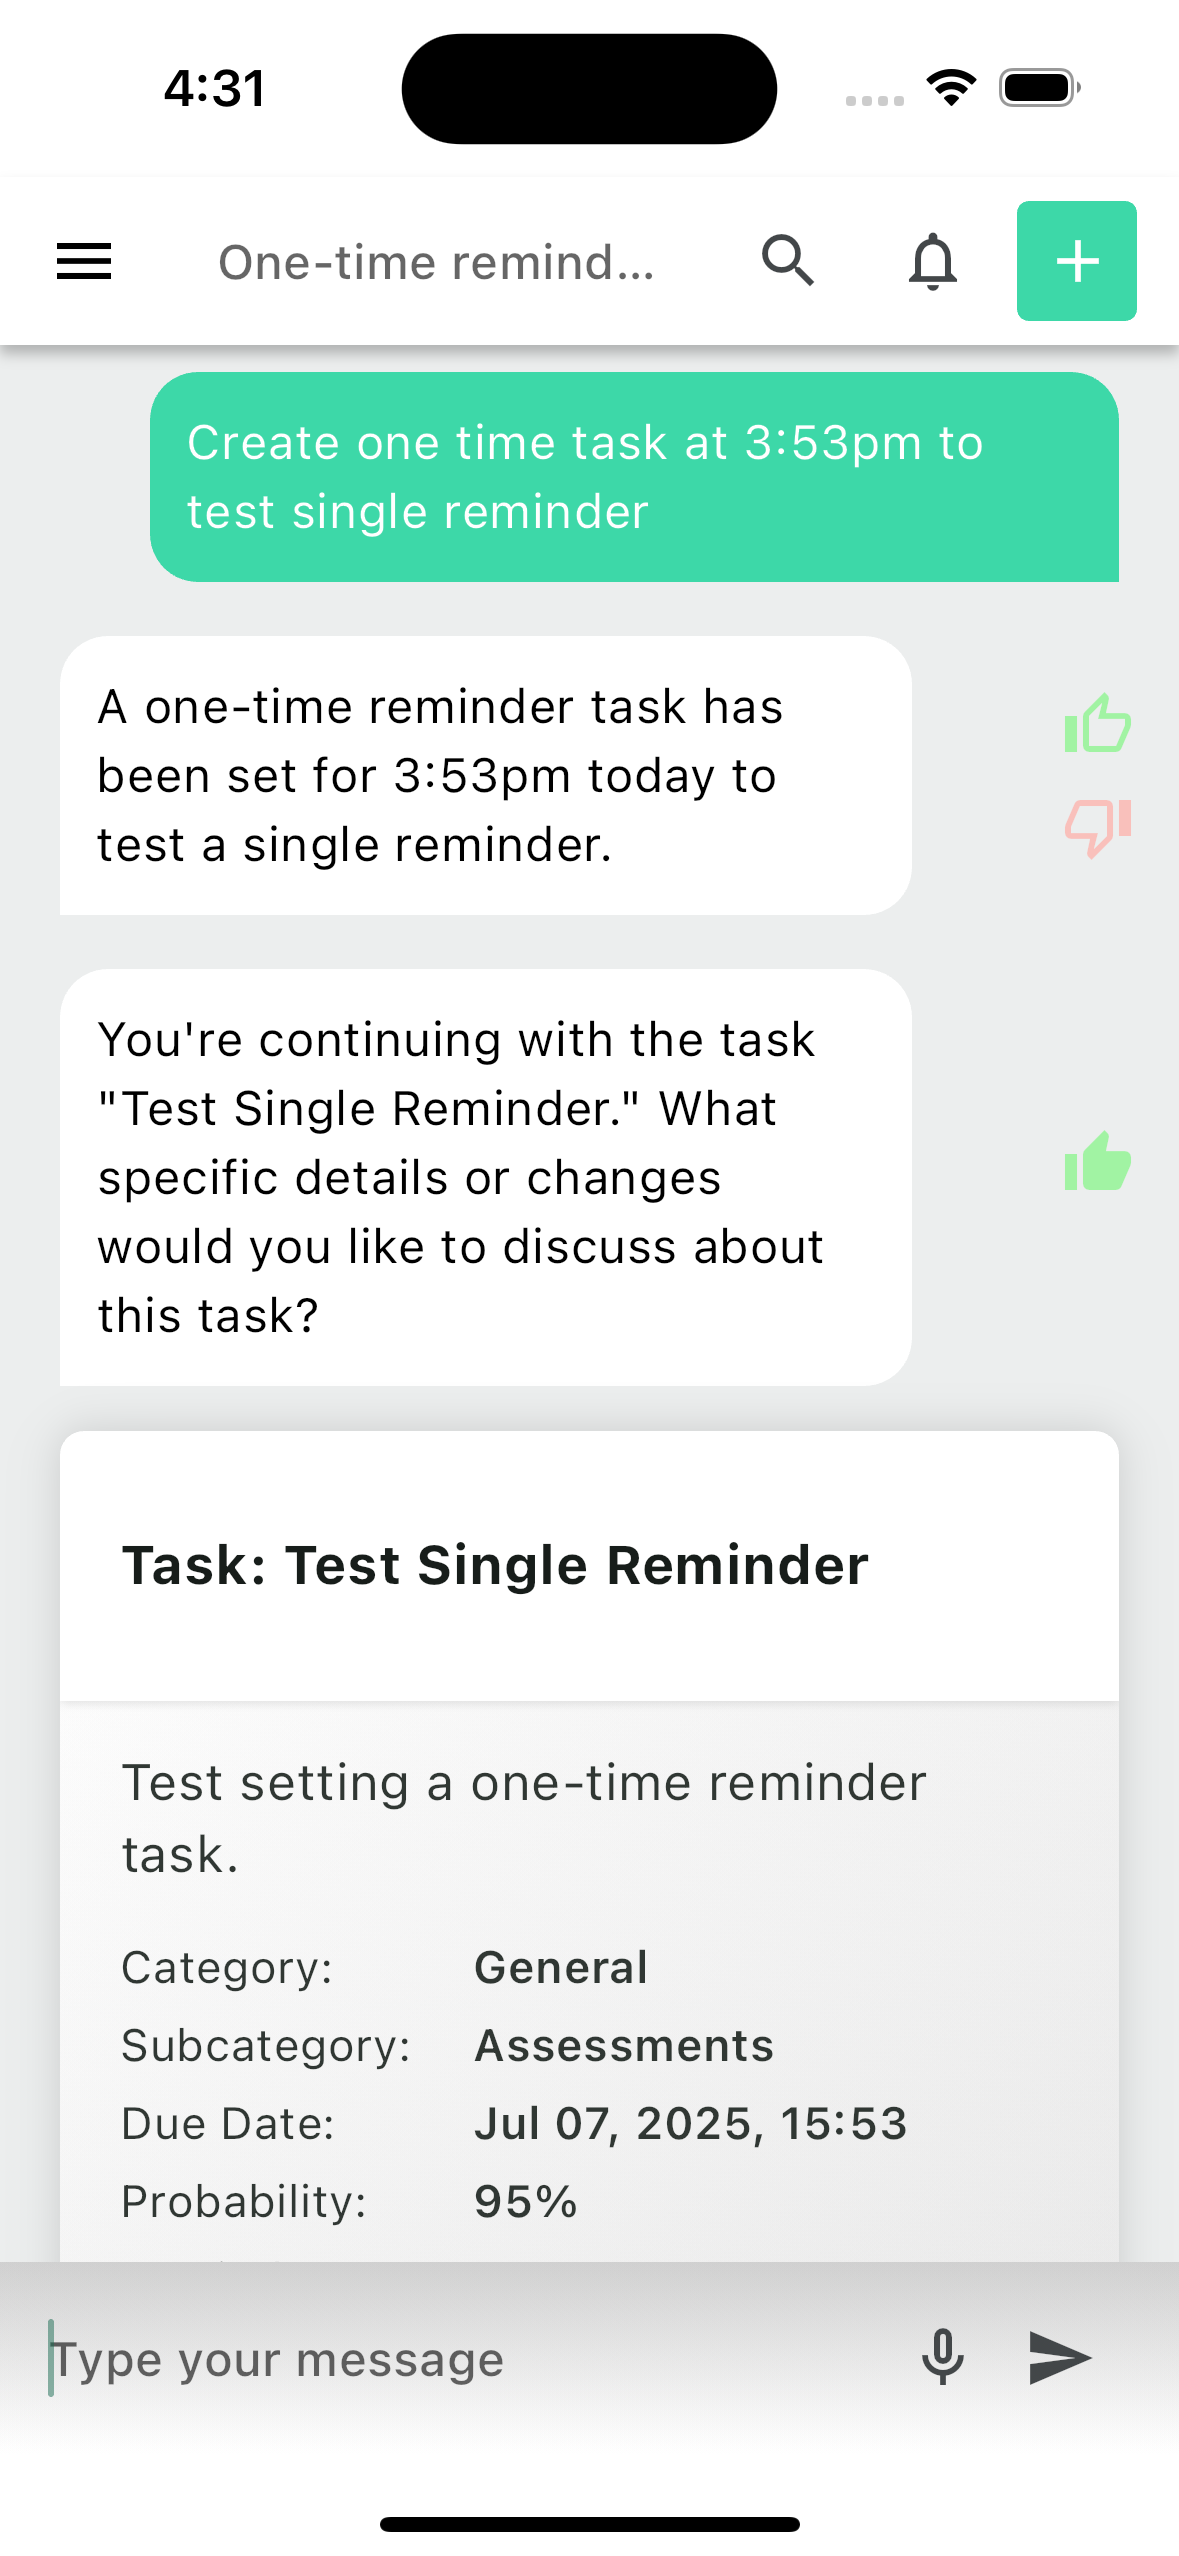 4:31
One-time remind...
Create one time task at 3:53pm to
test single reminder
A one-time reminder task has
been set for 3:53pm today to
test a single reminder.
You're continuing with the task
"Test Single Reminder." What
specific details or changes
would you like to discuss about
this task?
Task: Test Single Reminder
Test setting a one-time reminder
task.
Category: General
Subcategory: Assessments
Due Date: Jul 07, 2025, 15:53
Probability: 95%
Type your message